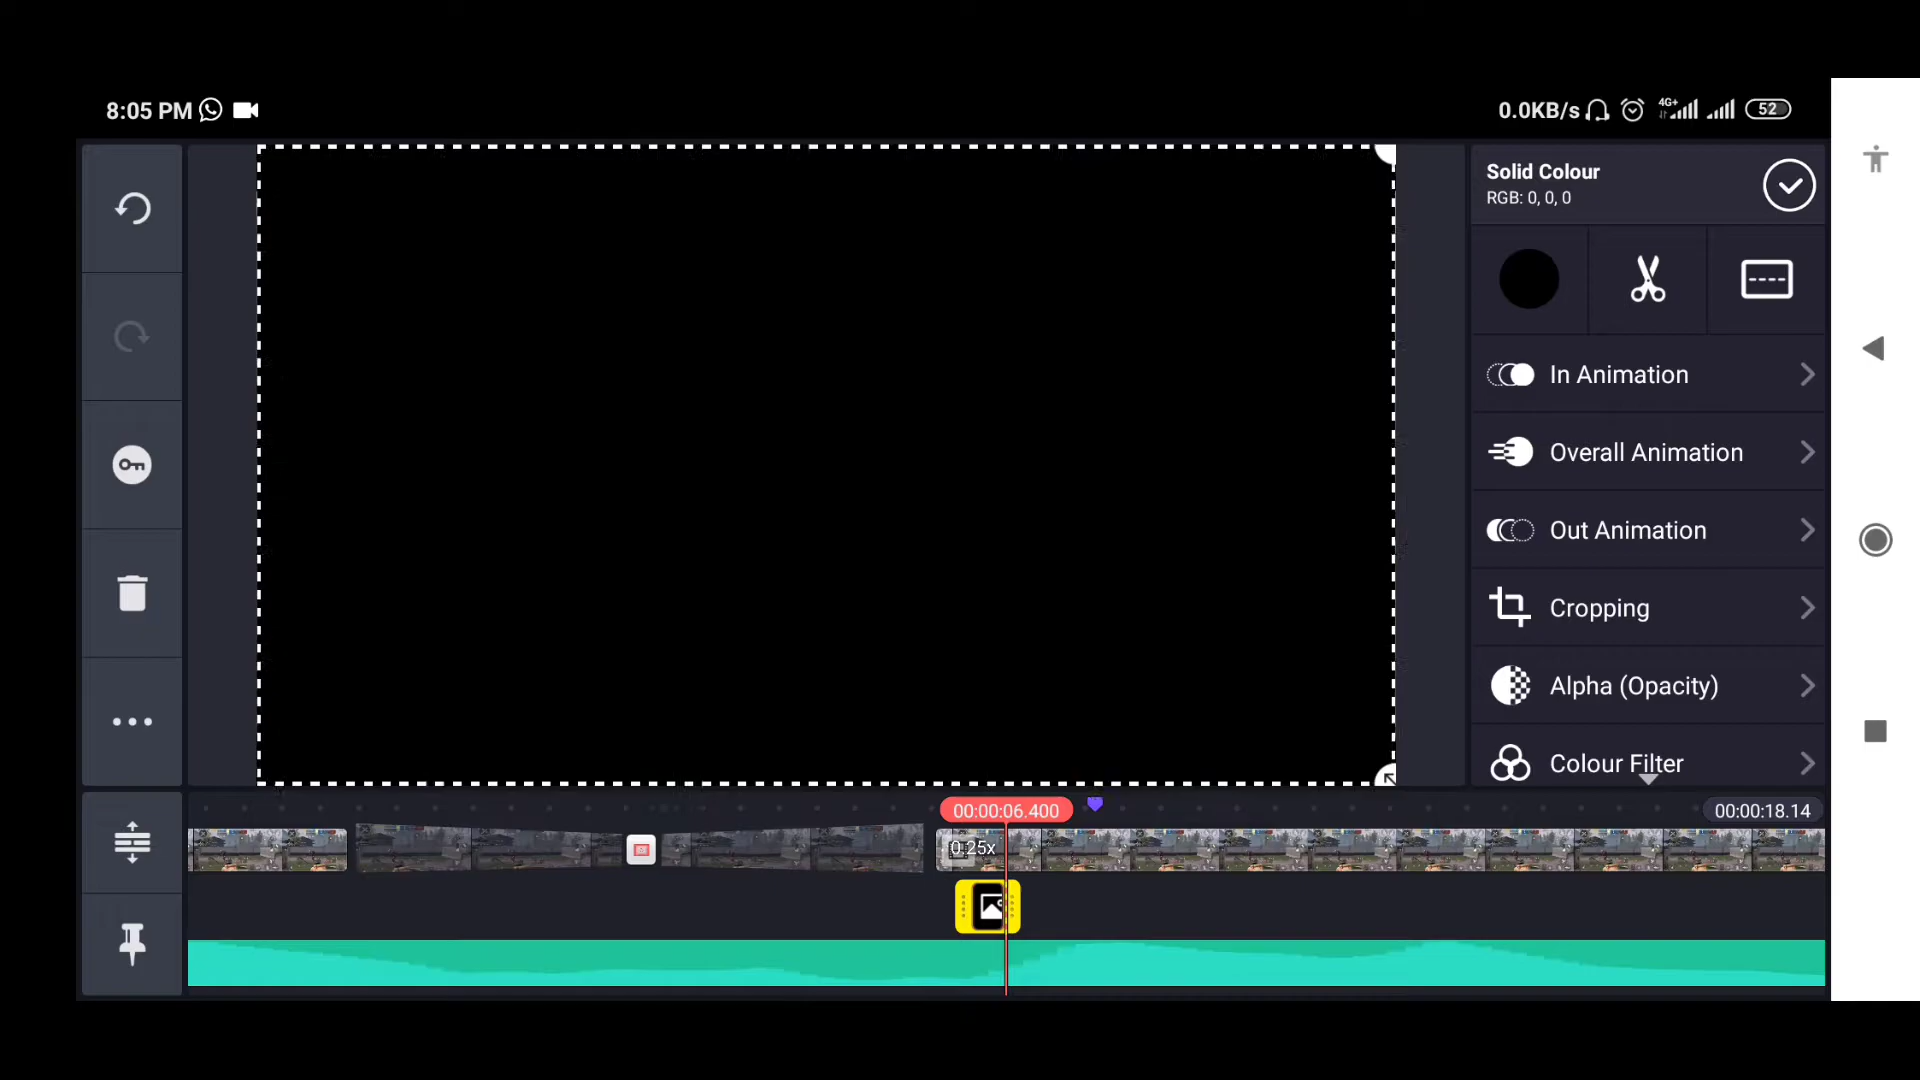 8:05 PM
0.0KB/s 4G+ 52
Solid Colour
RGB: 0, 0, 0
In Animation
Overall Animation
Out Animation
Cropping
Alpha (Opacity)
Colour Filter
00:00:06.400
00:00:18.14
0.25x